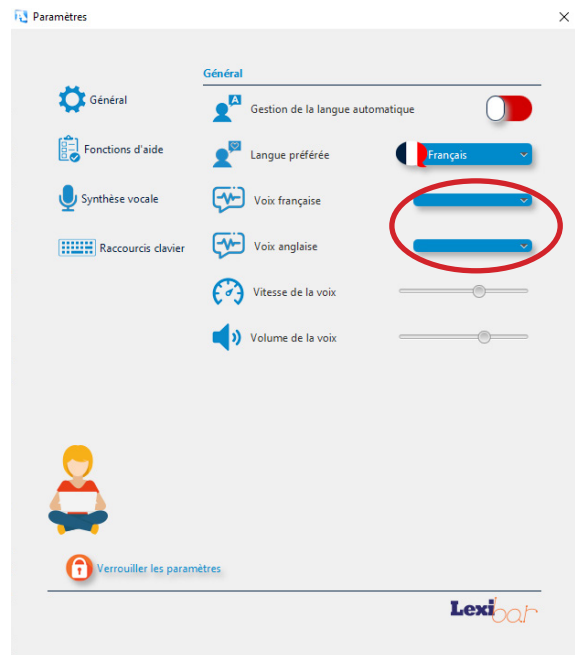 Paramètres
Général
Général
Gestion de la langue automatique
Fonctions d'aide
Langue préférée
Français
Synthèse vocale
Voix française
Raccourcis clavier
Voix anglaise
Vitesse de la voix
Volume de la voix
Verrouiller les paramètres
Lexibar